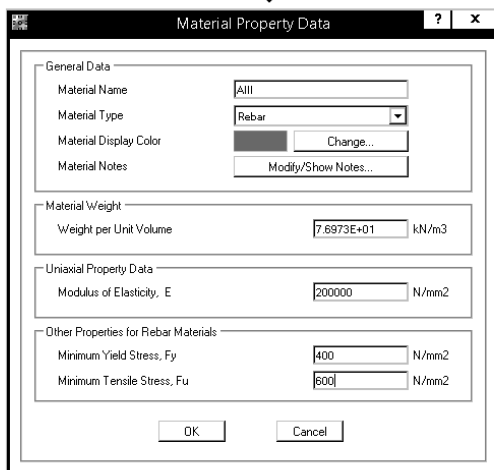 Material Property Data ? x
General Data
Material Name AIII
Material Type Rebar
Material Display Color Change...
Material Notes Modify/Show Notes...
Material Weight
Weight per Unit Volume 7.6973E+01 kN/m3
Uniaxial Property Data
Modulus of Elasticity, E 200000 N/mm2
Other Properties for Rebar Materials
Minimum Yield Stress, Fy 400 N/mm2
Minimum Tensile Stress, Fu 600 N/mm2
OK Cancel